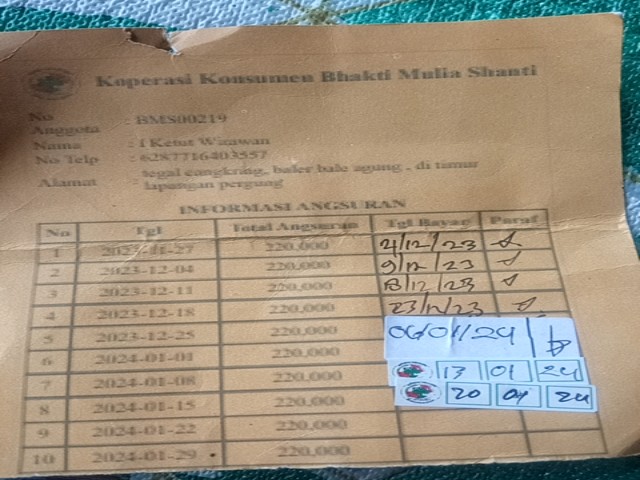 Koperasi Konsumen Bhakti Mulia Shanti
No Anggota : BMS00219
Nama : I Ketut Wirawan
No Telp : 6287716403557
Alamat : tegal cangkring, baler bale agung , di timur
lapangan pergung
INFORMASI ANGSURAN
No Tgl Total Angsuran Tgl Bayar Paraf
1 2023-11-27 220,000 4/12/23
2 2023-12-04 220,000 9/12/23
3 2023-12-11 220,000 18/12/23
4 2023-12-18 220,000 23/12/23
5 2023-12-25 220,000 06/01/24
6 2024-01-01 220,000
7 2024-01-08 220,000 13 01 24
8 2024-01-15 220,000 20 01 24
9 2024-01-22 220,000
10 2024-01-29 220,000